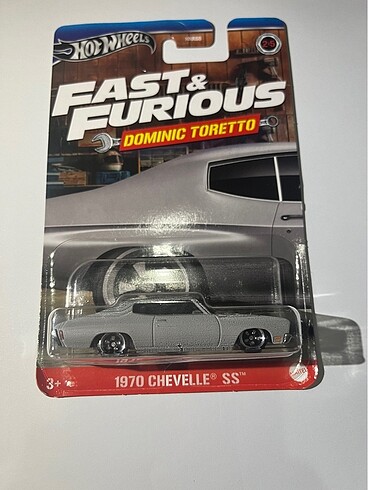 HOT WHEELS
FAST &
FURIOUS
DOMINIC TORETTO
3+
1970 CHEVELLE® SS™